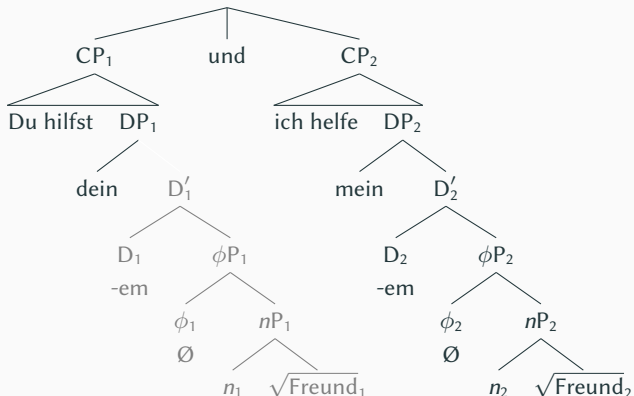 CP₁ und CP₂
Du hilfst DP₁ ich helfe DP₂
dein D′₁ mein D′₂
D₁ ϕP₁ D₂ ϕP₂
-em -em
ϕ₁ nP₁ ϕ₂ nP₂
Ø Ø
n₁ √Freund₁ n₂ √Freund₂